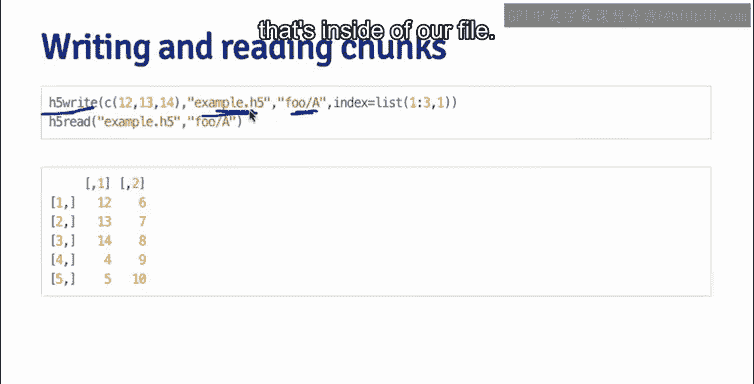 that's inside of our file.
Writing and reading chunks
h5write(c(12,13,14),"example.h5","foo/A",index=list(1:3,1))
h5read("example.h5","foo/A")
[,1] [,2]
[1,] 12 6
[2,] 13 7
[3,] 14 8
[4,] 4 9
[5,] 5 10